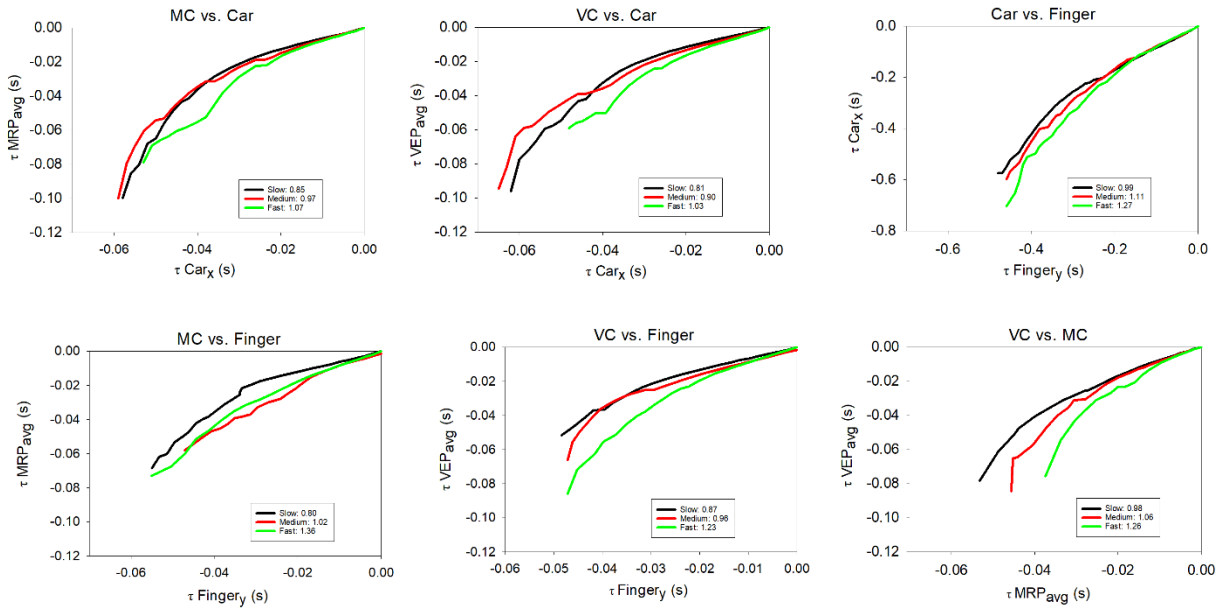 MC vs. Car
0.00
-0.02
-0.04
-0.06
-0.08
-0.10
-0.12
τ MRPavg (s)
Slow: 0.85
Medium: 0.97
Fast: 1.07
-0.06 -0.04 -0.02 0.00
τ Carx (s)
VC vs. Car
0.00
-0.02
-0.04
-0.06
-0.08
-0.10
-0.12
τ VEPavg (s)
Slow: 0.81
Medium: 0.90
Fast: 1.03
-0.06 -0.04 -0.02 0.00
τ Carx (s)
Car vs. Finger
0.0
-0.2
-0.4
-0.6
-0.8
τ Carx (s)
Slow: 0.99
Medium: 1.11
Fast: 1.27
-0.6 -0.4 -0.2 0.0
τ Fingery (s)
MC vs. Finger
0.00
-0.02
-0.04
-0.06
-0.08
-0.10
-0.12
τ MRPavg (s)
Slow: 0.80
Medium: 1.02
Fast: 1.36
-0.06 -0.04 -0.02 0.00
τ Fingery (s)
VC vs. Finger
0.00
-0.02
-0.04
-0.06
-0.08
-0.10
-0.12
τ VEPavg (s)
Slow: 0.87
Medium: 0.96
Fast: 1.23
-0.06 -0.05 -0.04 -0.03 -0.02 -0.01 0.00
τ Fingery (s)
VC vs. MC
0.00
-0.02
-0.04
-0.06
-0.08
-0.10
-0.12
τ VEPavg (s)
Slow: 0.98
Medium: 1.06
Fast: 1.26
-0.06 -0.04 -0.02 0.00
τ MRPavg (s)